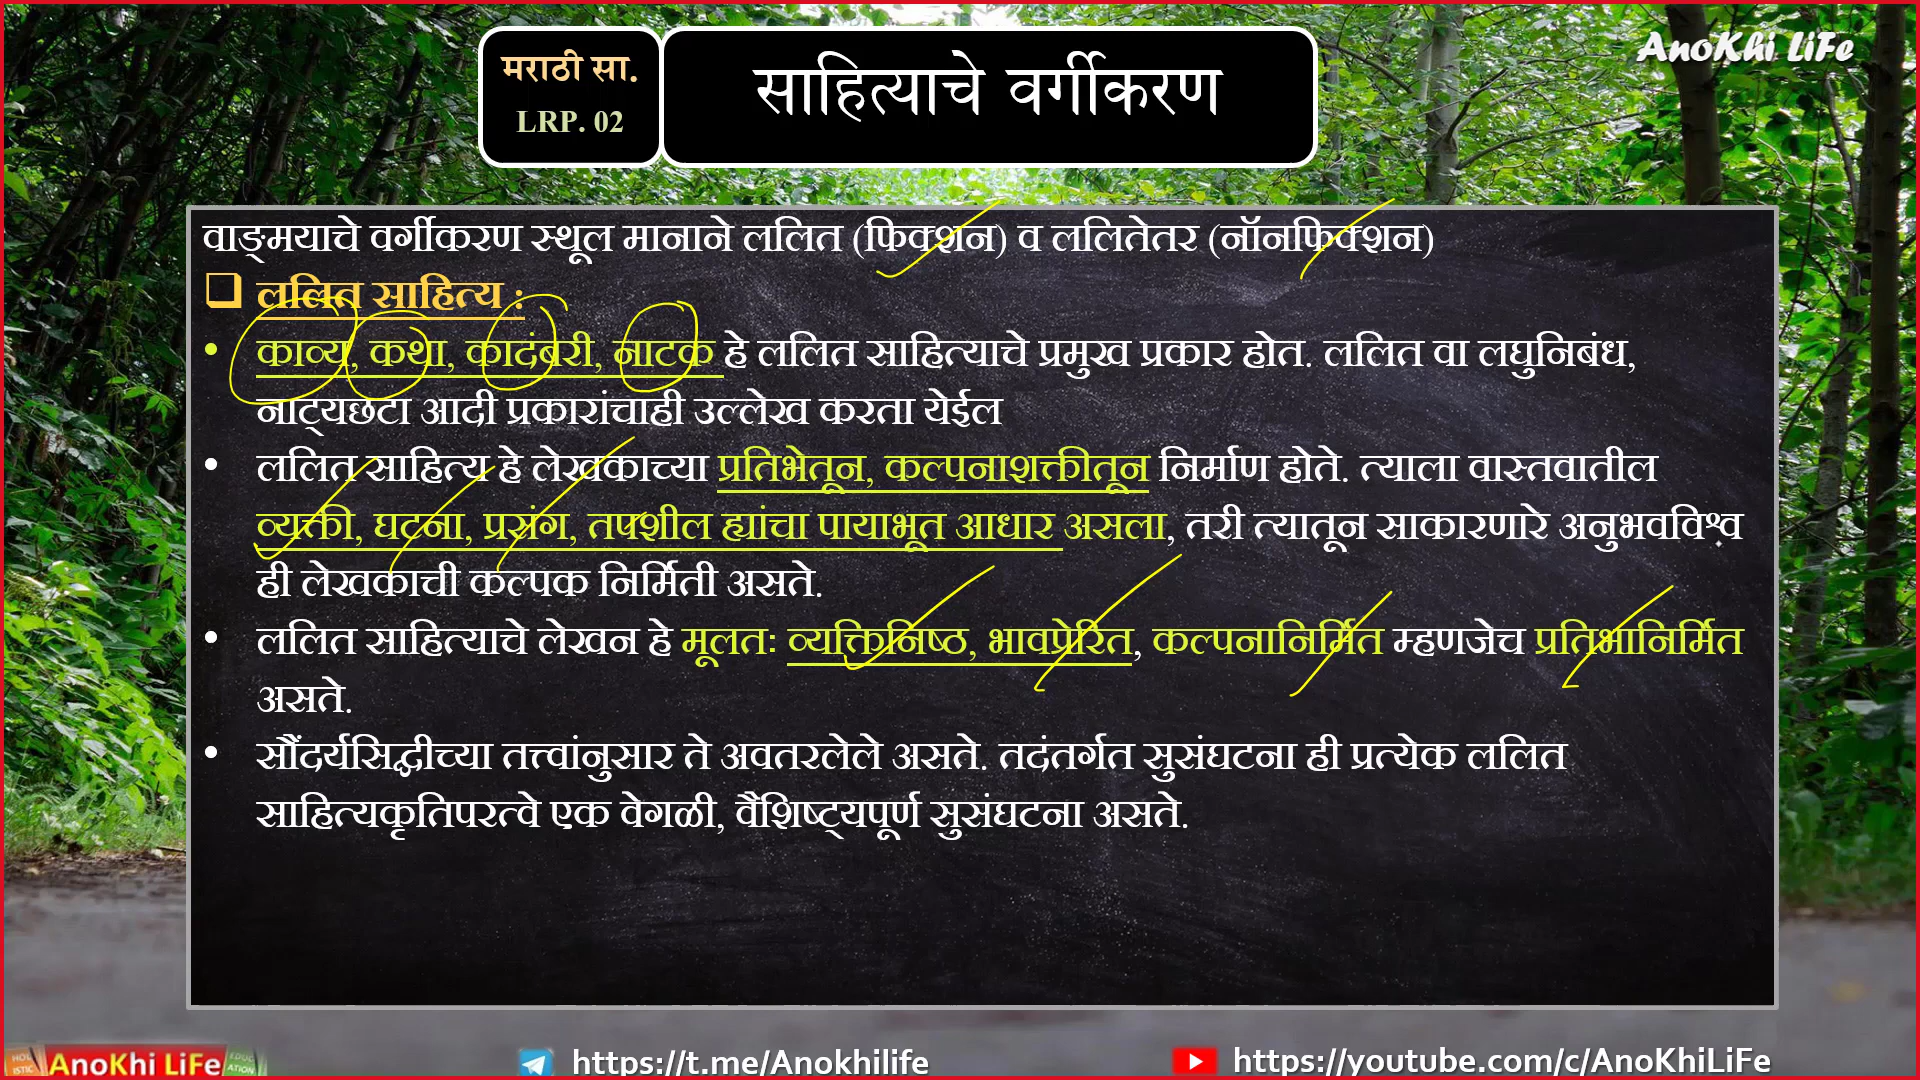 AnoKhi LiFe
मराठी सा.
LRP. 02
साहित्याचे वर्गीकरण
वाङ्मयाचे वर्गीकरण स्थूल मानाने ललित (फिक्शन) व ललितेतर (नॉनफिक्शन)
ललित साहित्य :
• काव्य, कथा, कादंबरी, नाटक हे ललित साहित्याचे प्रमुख प्रकार होत. ललित वा लघुनिबंध,
नाट्यछटा आदी प्रकारांचाही उल्लेख करता येईल
• ललित साहित्य हे लेखकाच्या प्रतिभेतून, कल्पनाशक्तीतून निर्माण होते. त्याला वास्तवातील
व्यक्ती, घटना, प्रसंग, तपशील ह्यांचा पायाभूत आधार असला, तरी त्यातून साकारणारे अनुभवविश्व
ही लेखकाची कल्पक निर्मिती असते.
• ललित साहित्याचे लेखन हे मूलतः व्यक्तिनिष्ठ, भावप्रेरित, कल्पनानिर्मित म्हणजेच प्रतिभानिर्मित
असते.
• सौंदर्यसिद्धीच्या तत्त्वांनुसार ते अवतरलेले असते. तदंतर्गत सुसंघटना ही प्रत्येक ललित
साहित्यकृतिपरत्वे एक वेगळी, वैशिष्ट्यपूर्ण सुसंघटना असते.
HOL
ISTIC
AnoKhi LiFe
EDUC
ATION
https://t.me/Anokhilife
https://youtube.com/c/AnoKhiLiFe